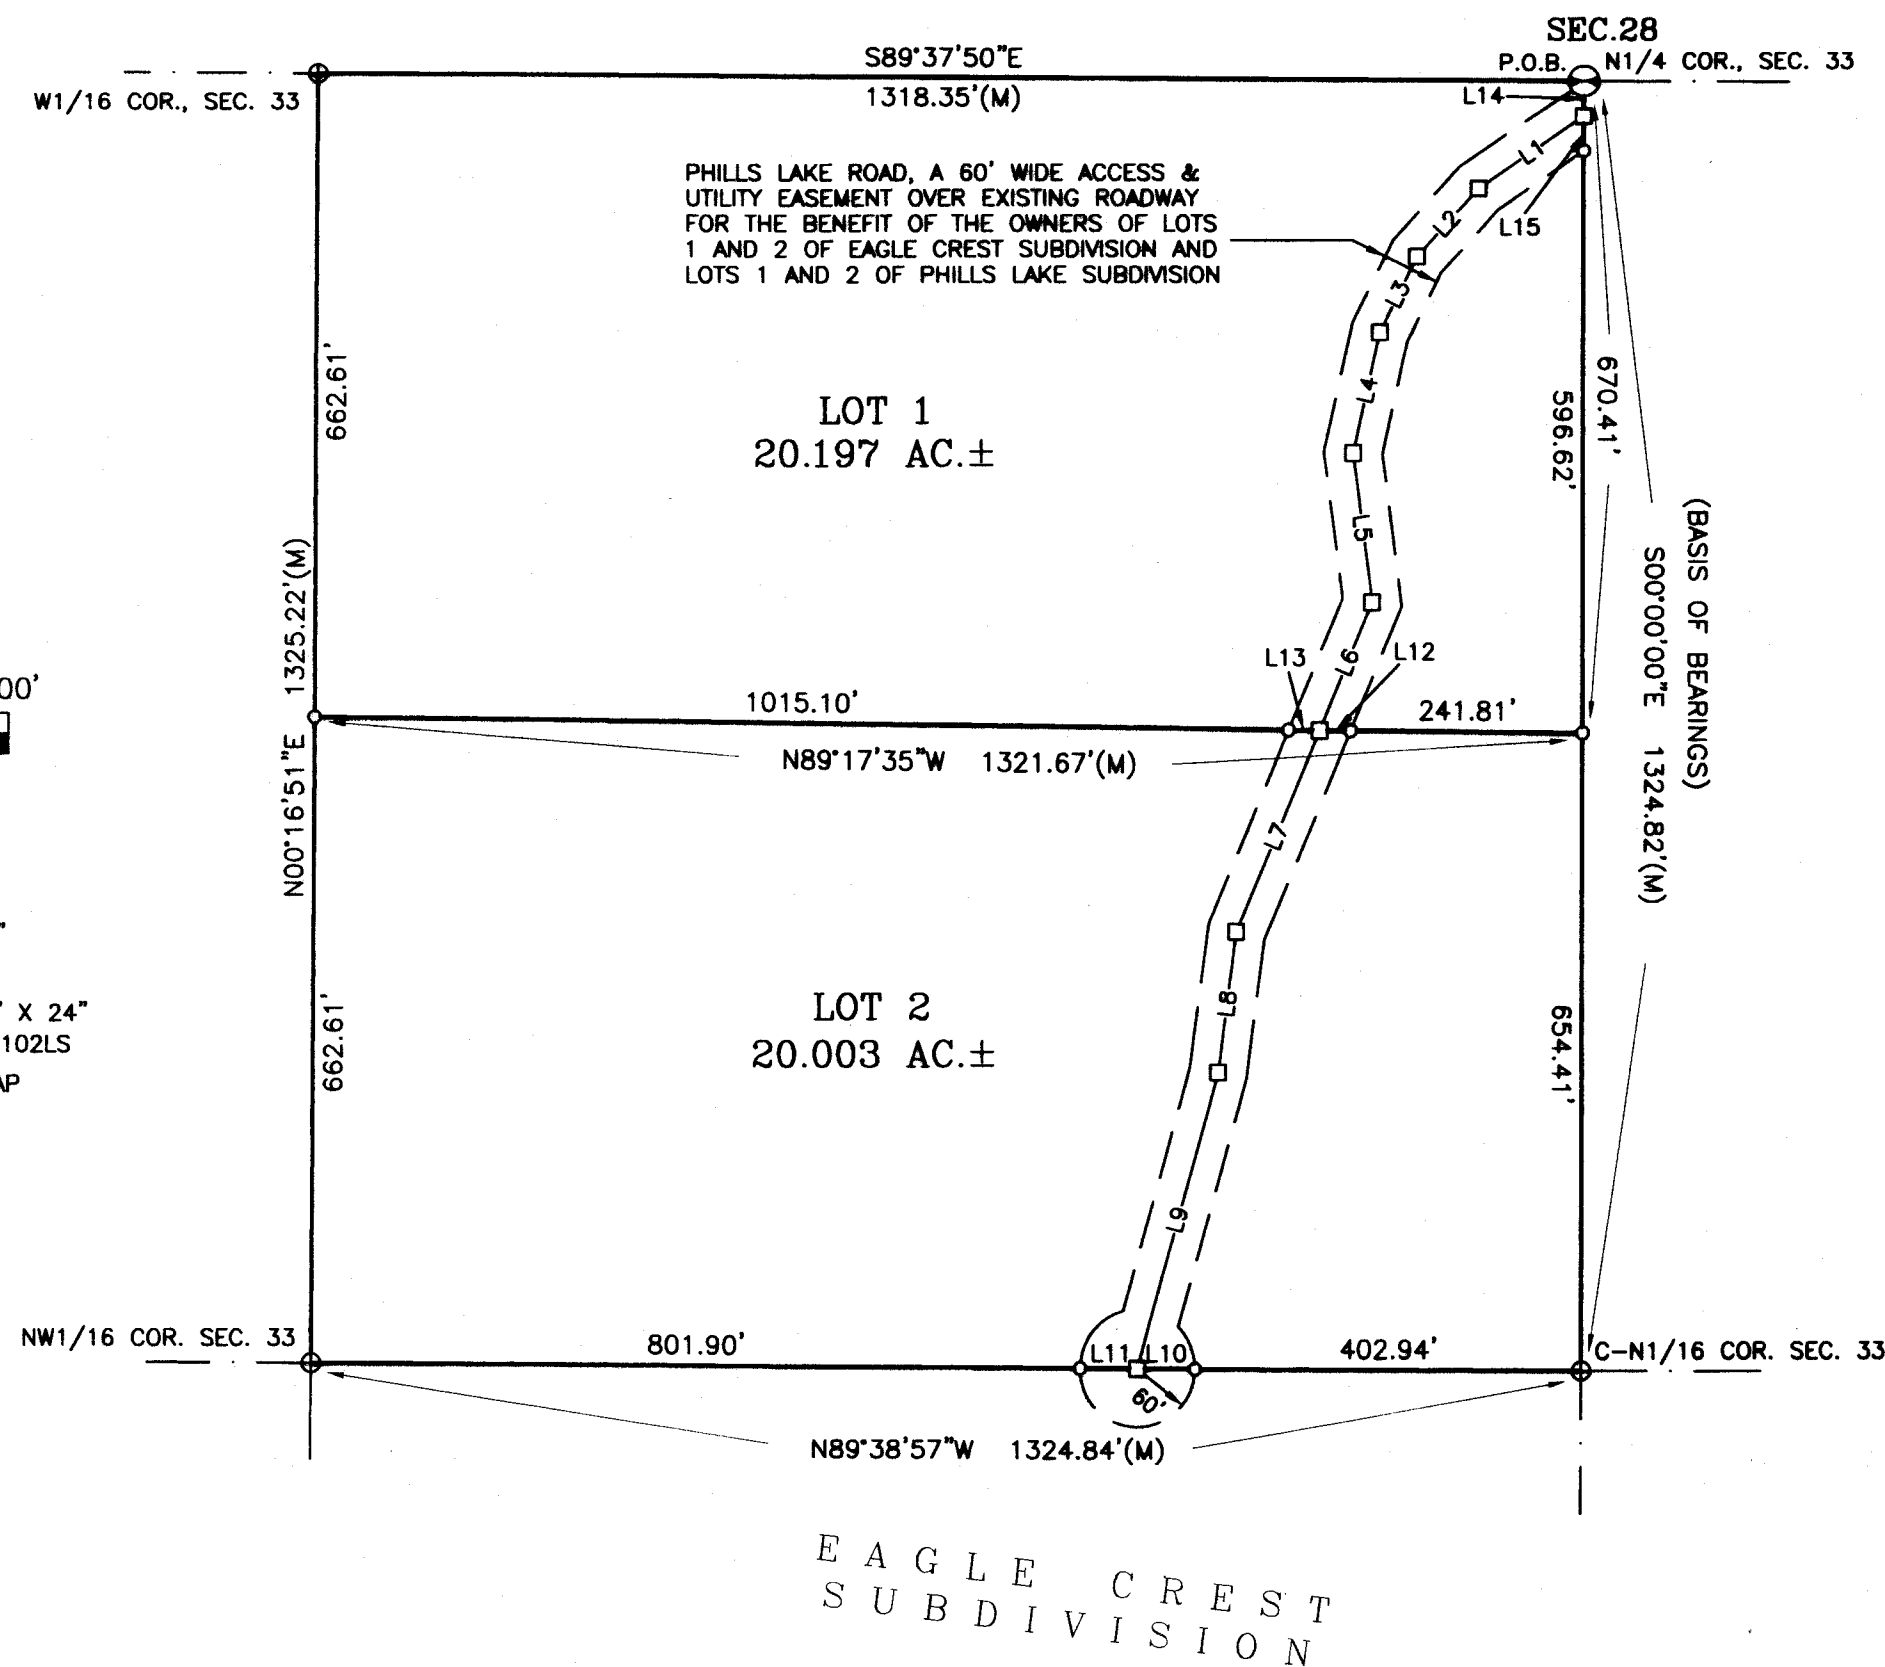 SEC.28
S89°37'50"E
P.O.B.
N1/4 COR., SEC. 33
W1/16 COR., SEC. 33
1318.35'(M)
L14
L1
PHILLS LAKE ROAD, A 60' WIDE ACCESS &
UTILITY EASEMENT OVER EXISTING ROADWAY
FOR THE BENEFIT OF THE OWNERS OF LOTS
1 AND 2 OF EAGLE CREST SUBDIVISION AND
LOTS 1 AND 2 OF PHILLS LAKE SUBDIVISION
L2
L15
L3
662.61'
L4
670.41'
596.62'
LOT 1
20.197 AC.±
L5
(BASIS OF BEARINGS)
S00°00'00"E 1324.82'(M)
N00°16'51"E 1325.22'(M)
L13
L6
L12
00'
1015.10'
241.81'
N89°17'35"W 1321.67'(M)
L7
"
LOT 2
20.003 AC.±
L8
' X 24"
102LS
AP
662.61'
654.41'
L9
NW1/16 COR. SEC. 33
801.90'
L11
L10
402.94'
C-N1/16 COR. SEC. 33
60'
N89°38'57"W 1324.84'(M)
EAGLE CREST
SUBDIVISION